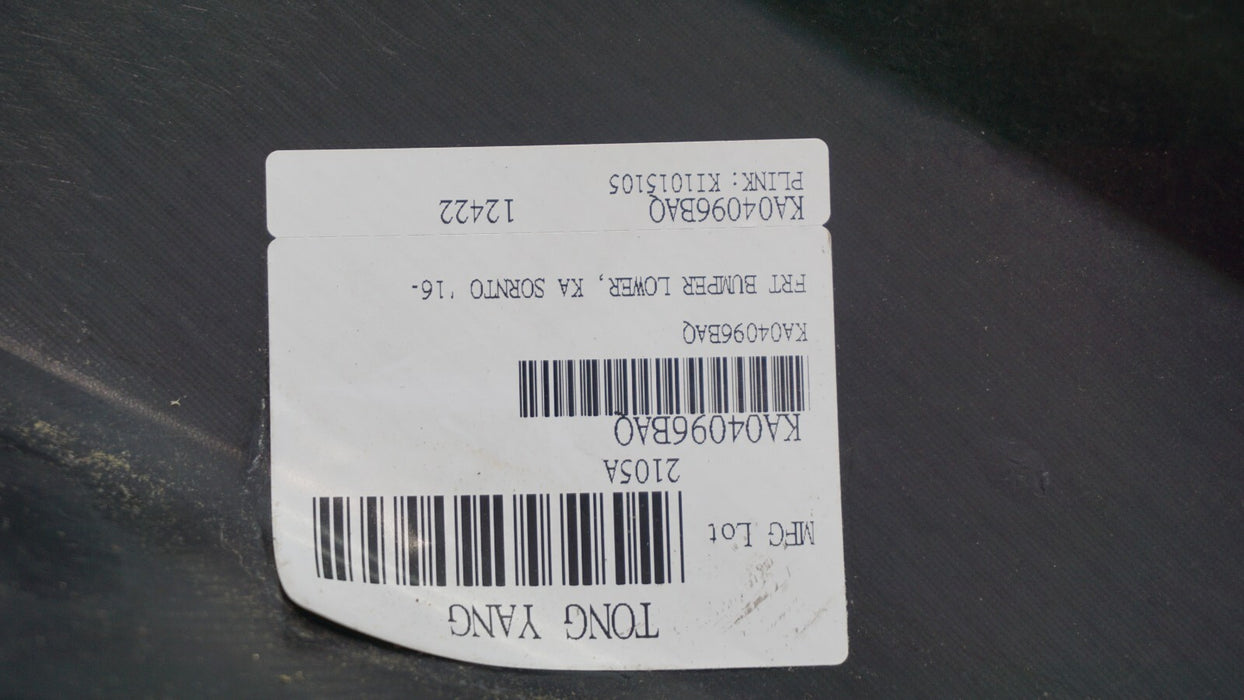 TONG YANG
MFG Lot
2105A
KA04096BAQ
KA04096BAQ
FRT BUMPER LOWER, KA SORNTO '16-
KA04096BAQ 12422
PLINK: KI1015105